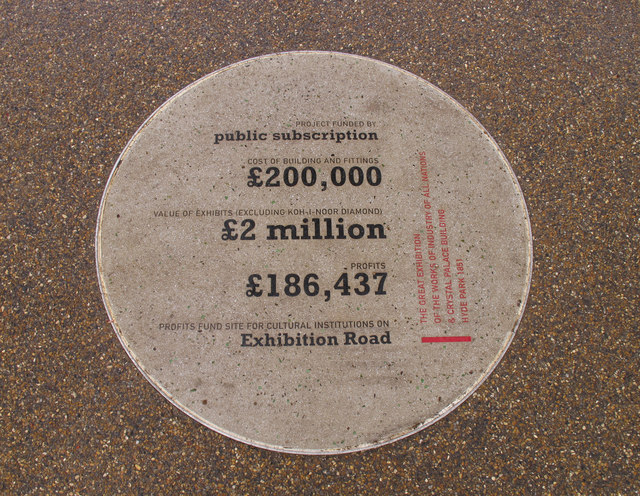 PROJECT FUNDED BY
public subscription
COST OF BUILDING AND FITTINGS
£200,000
VALUE OF EXHIBITS (EXCLUDING KOH-I-NOOR DIAMOND)
£2 million
PROFITS
£186,437
PROFITS FUND SITE FOR CULTURAL INSTITUTIONS ON
Exhibition Road
THE GREAT EXHIBITION
OF THE WORKS OF INDUSTRY OF ALL NATIONS
& CRYSTAL PALACE BUILDING
HYDE PARK 1851